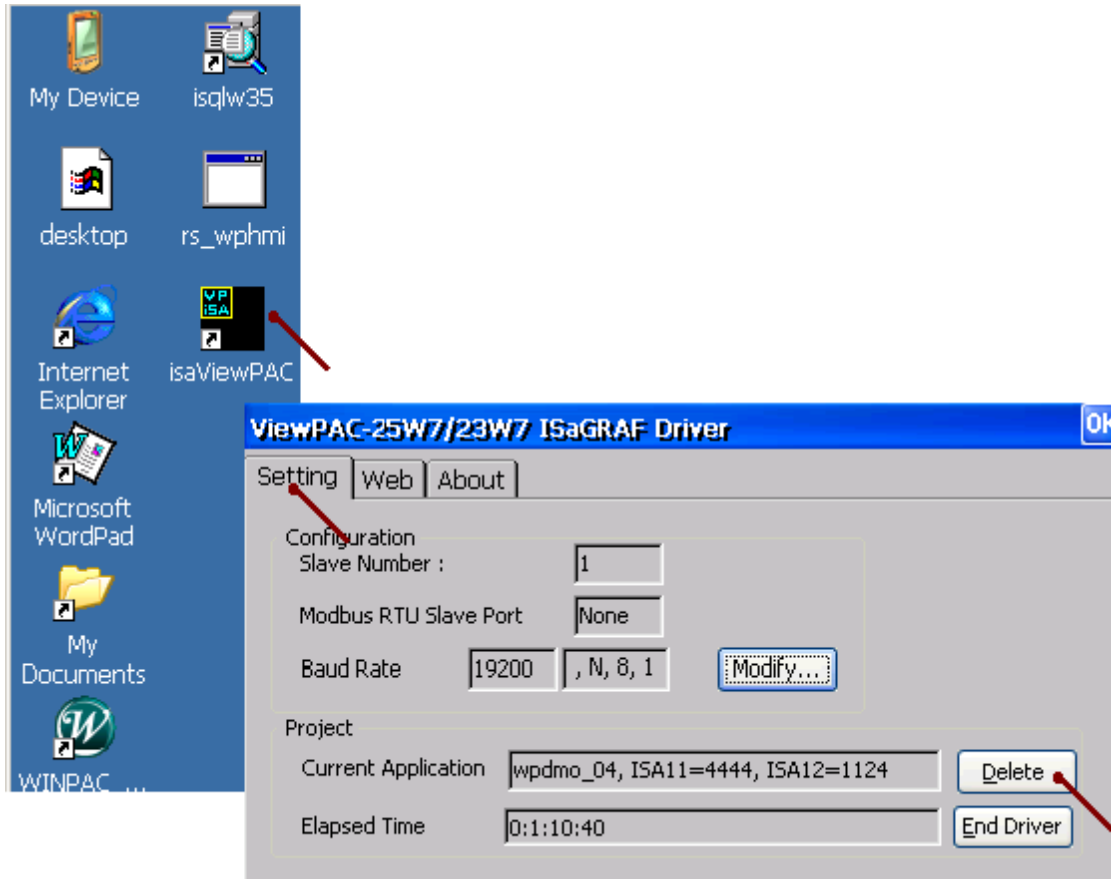 My Device
isqlw35
desktop
rs_wphmi
VP
iSA
Internet
Explorer
isaViewPAC
Microsoft
WordPad
My
Documents
WINPAC_...
ViewPAC-25W7/23W7 ISaGRAF Driver
OK
Setting
Web
About
Configuration
Slave Number :
1
Modbus RTU Slave Port
None
Baud Rate
19200
, N, 8, 1
Modify...
Project
Current Application
wpdmo_04, ISA11=4444, ISA12=1124
Delete
Elapsed Time
0:1:10:40
End Driver